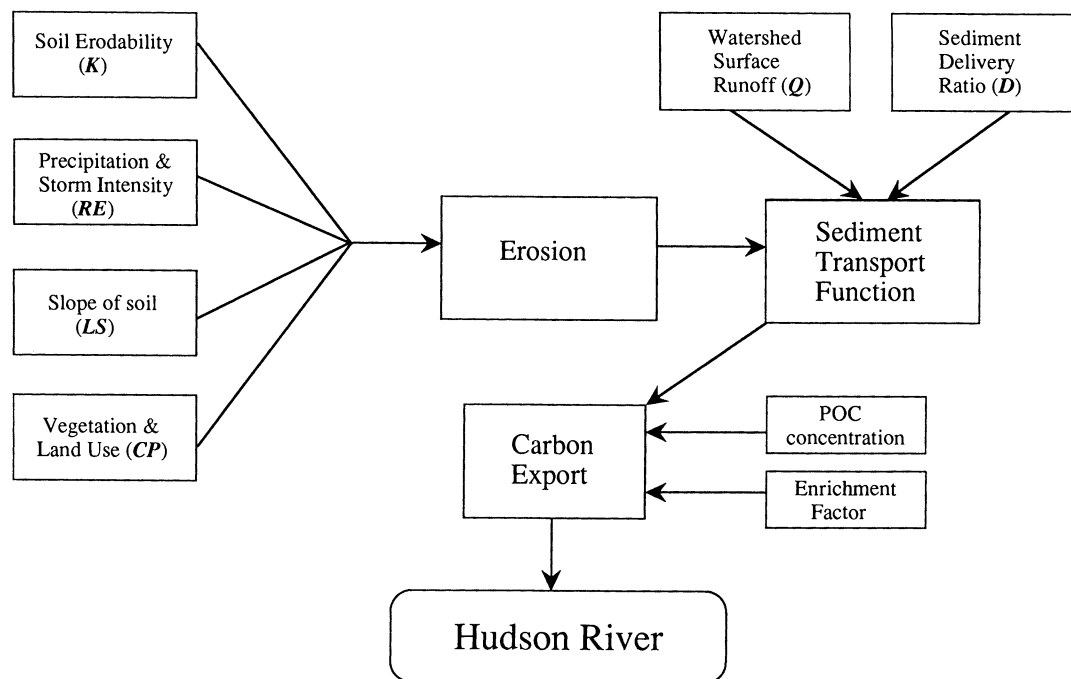 Soil Erodability
(K)
Precipitation &
Storm Intensity
(RE)
Slope of soil
(LS)
Vegetation &
Land Use (CP)
Watershed
Surface
Runoff (Q)
Sediment
Delivery
Ratio (D)
Erosion
Sediment
Transport
Function
Carbon
Export
POC
concentration
Enrichment
Factor
Hudson River